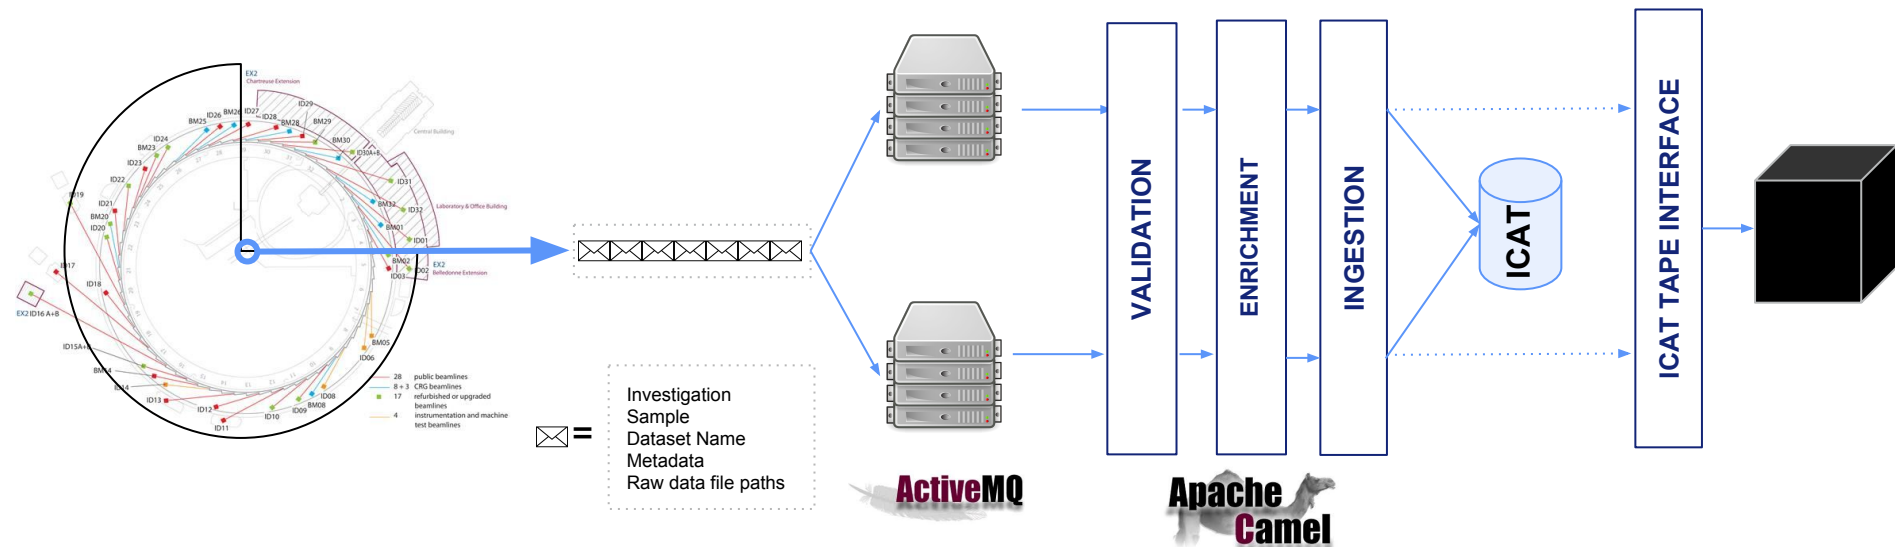 EX2
Chartreuse Extension
ID29
ID27
BM26
ID26
BM25
ID28
BM28
BM29
ID24
BM23
ID23
BM30
Central Building
ID30A+B
ID22
ID31
ID19
ID21
BM32
ID32
Laboratory & Office Building
BM20
ID20
BM01
ID01
BM02
EX2
ID17
ID03
ID02
Belledonne Extension
ID18
EX2 ID16 A+B
BM05
ID15A+B
ID06
BM14
ID14
ID13
ID12
ID11
ID10
ID09
BM08
ID08
28 public beamlines
8 + 3 CRG beamlines
17 refurbished or upgraded
beamlines
4 instrumentation and machine
test beamlines
=
Investigation
Sample
Dataset Name
Metadata
Raw data file paths
ActiveMQ
VALIDATION
ENRICHMENT
INGESTION
Apache
Camel
ICAT
ICAT TAPE INTERFACE